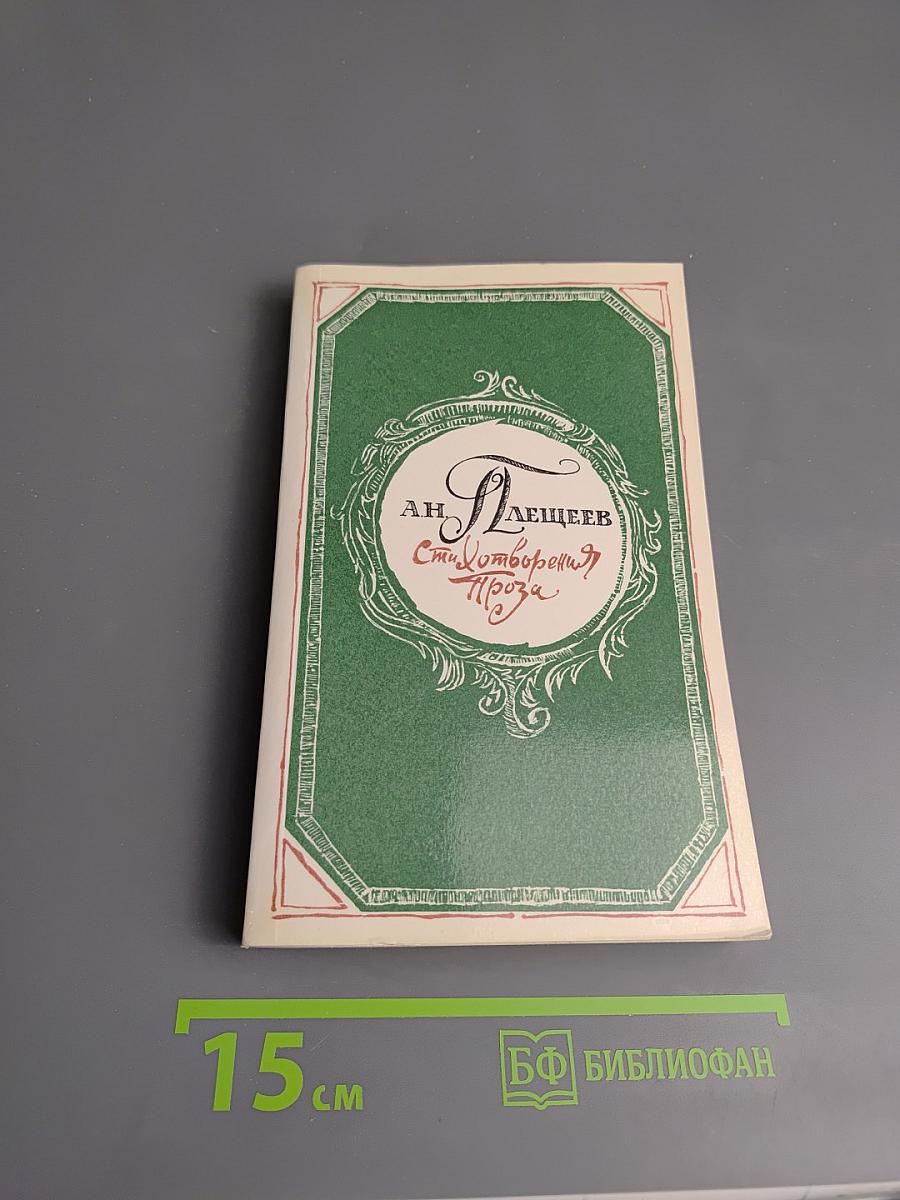 А.Н. Плещеев
Стихотворения
Проза
15 см
БФ БИБЛИОФАН